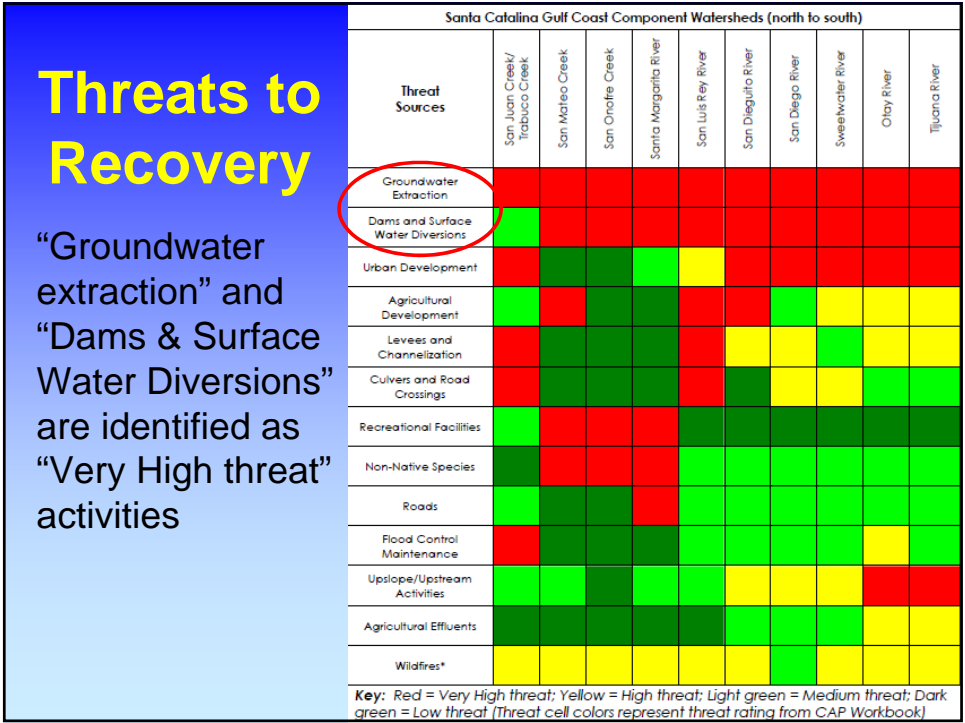 Threats to
Recovery
“Groundwater
extraction” and
“Dams & Surface
Water Diversions”
are identified as
“Very High threat”
activities
Santa Catalina Gulf Coast Component Watersheds (north to south)
Threat
Sources
San Juan Creek/
Trabuco Creek
San Mateo Creek
San Onofre Creek
Santa Margarita River
San Luis Rey River
San Dieguito River
San Diego River
Sweetwater River
Otay River
Tijuana River
Groundwater
Extraction
Dams and Surface
Water Diversions
Urban Development
Agricultural
Development
Levees and
Channelization
Culvers and Road
Crossings
Recreational Facilities
Non-Native Species
Roads
Flood Control
Maintenance
Upslope/Upstream
Activities
Agricultural Effluents
Wildfires*
Key: Red = Very High threat; Yellow = High threat; Light green = Medium threat; Dark
green = Low threat (Threat cell colors represent threat rating from CAP Workbook)